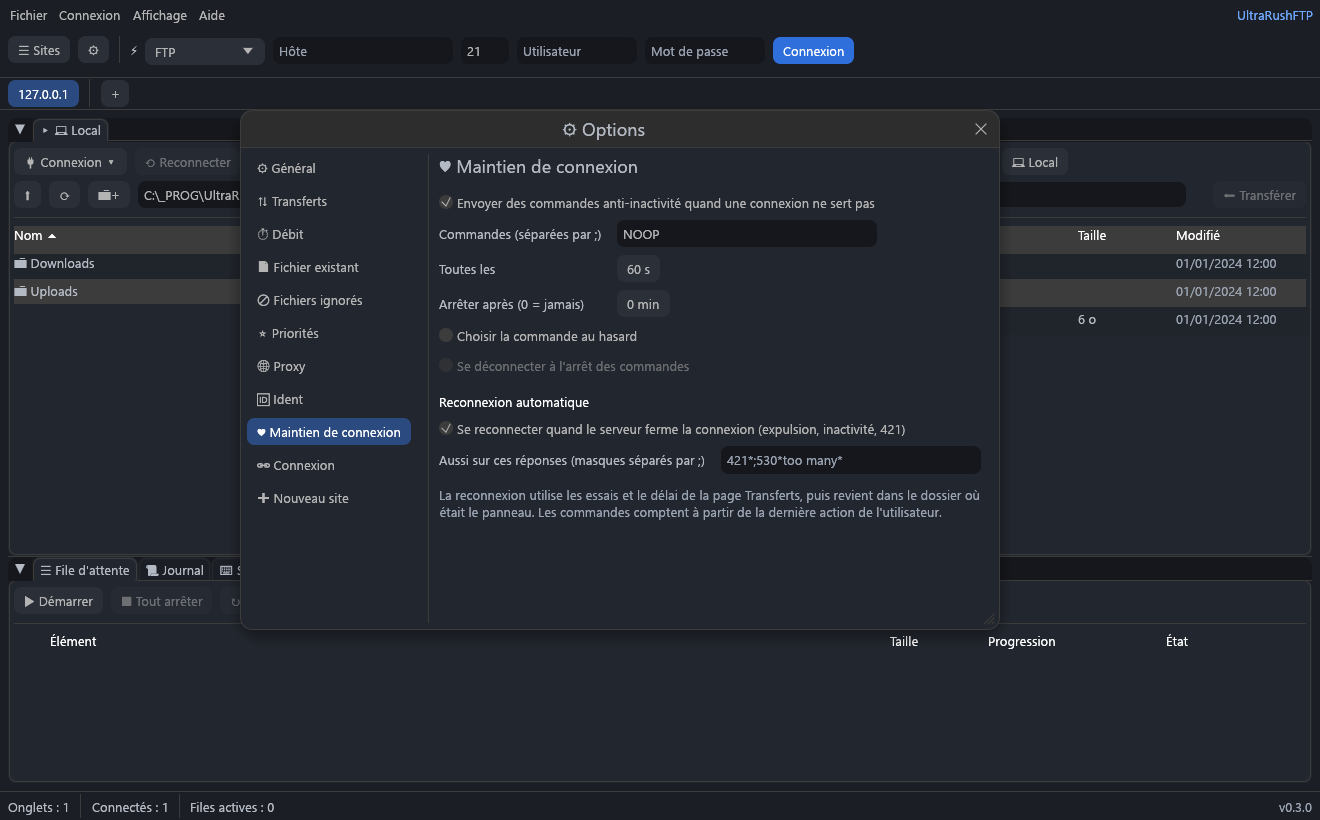 Fichier Connexion Affichage Aide UltraRushFTP
Sites FTP Hôte 21 Utilisateur Mot de passe Connexion
127.0.0.1 +
Local
Options
Connexion Reconnecter Local
C:\_PROG\UltraR Transférer
Nom Taille Modifié
Downloads 01/01/2024 12:00
Uploads 01/01/2024 12:00
6 o 01/01/2024 12:00
Général
Transferts
Débit
Fichier existant
Fichiers ignorés
Priorités
Proxy
Ident
Maintien de connexion
Connexion
Nouveau site
Maintien de connexion
Envoyer des commandes anti-inactivité quand une connexion ne sert pas
Commandes (séparées par ;) NOOP
Toutes les 60 s
Arrêter après (0 = jamais) 0 min
Choisir la commande au hasard
Se déconnecter à l'arrêt des commandes
Reconnexion automatique
Se reconnecter quand le serveur ferme la connexion (expulsion, inactivité, 421)
Aussi sur ces réponses (masques séparés par ;) 421*;530*too many*
La reconnexion utilise les essais et le délai de la page Transferts, puis revient dans le dossier où
était le panneau. Les commandes comptent à partir de la dernière action de l'utilisateur.
File d'attente Journal S
Démarrer Tout arrêter
Élément Taille Progression État
Onglets : 1 Connectés : 1 Files actives : 0 v0.3.0